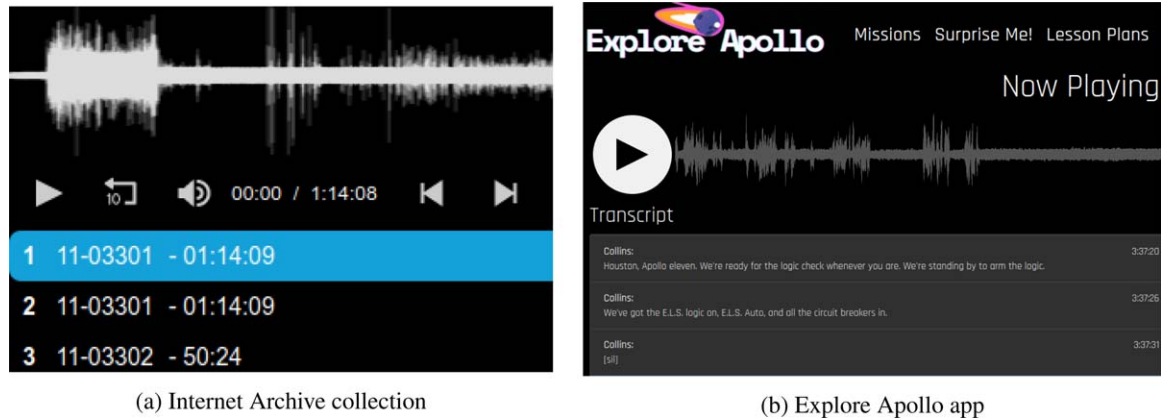 10
00:00 / 1:14:08
1 11-03301 - 01:14:09
2 11-03301 - 01:14:09
3 11-03302 - 50:24
(a) Internet Archive collection
Explore Apollo Missions Surprise Me! Lesson Plans
Now Playing
Transcript
Collins: 3:37:20
Houston, Apollo eleven. We're ready for the logic check whenever you are. We're standing by to arm the logic.
Collins: 3:37:26
We've got the E.L.S. logic on, E.L.S. Auto, and all the circuit breakers in.
Collins: 3:37:31
[sil]
(b) Explore Apollo app